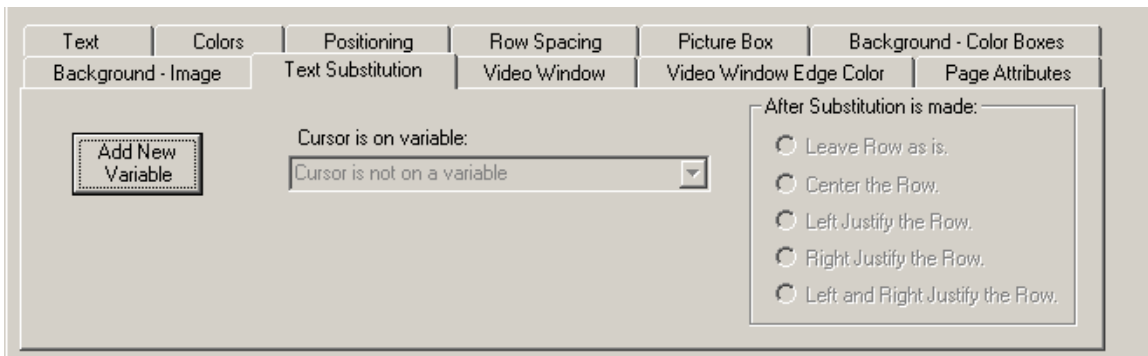 Text Colors Positioning Row Spacing Picture Box Background - Color Boxes
Background - Image Text Substitution Video Window Video Window Edge Color Page Attributes
Add New
Variable
Cursor is on variable:
Cursor is not on a variable
After Substitution is made:
Leave Row as is.
Center the Row.
Left Justify the Row.
Right Justify the Row.
Left and Right Justify the Row.